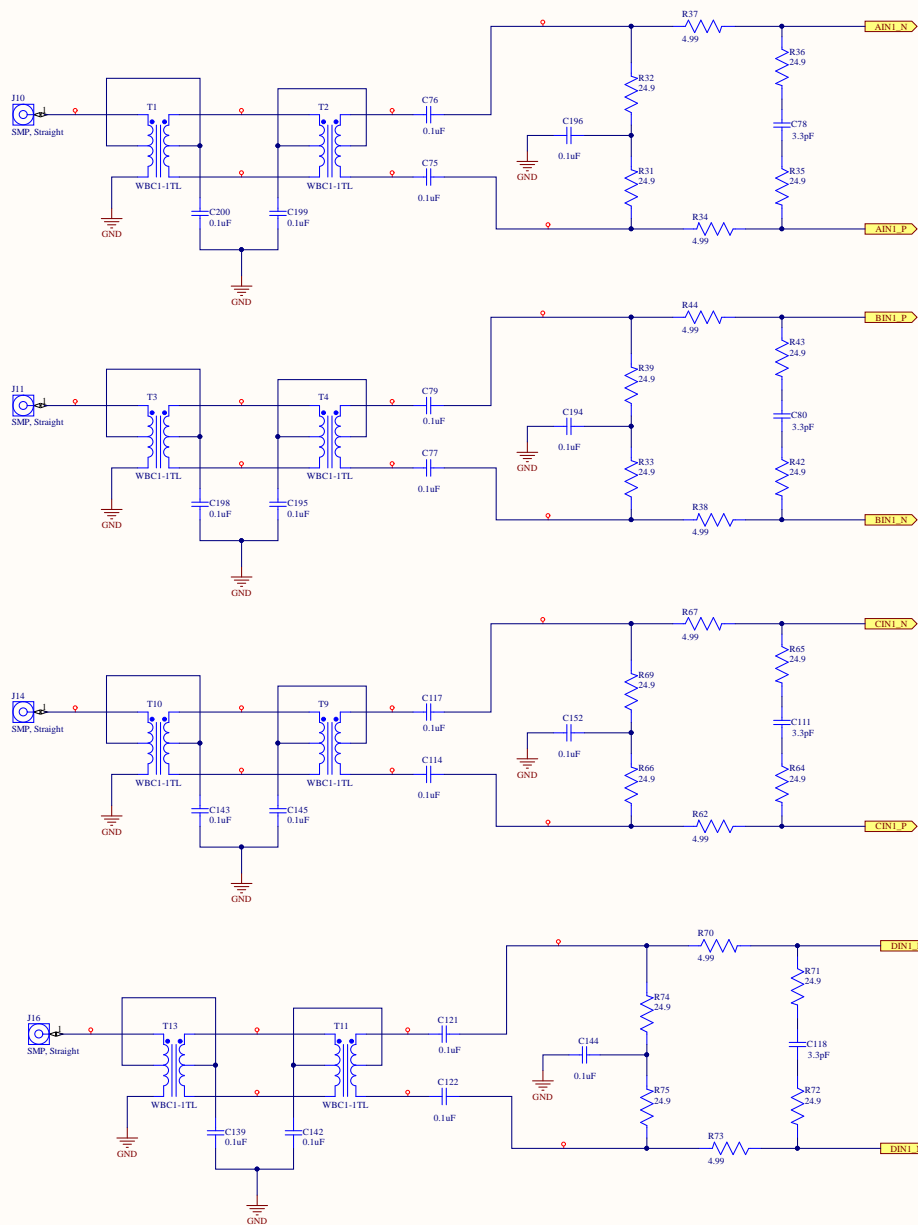 R37
4.99
AIN1_N
R36
24.9
R32
24.9
J10
1
SMP, Straight
T1
WBC1-1TL
T2
WBC1-1TL
C76
0.1uF
C196
0.1uF
GND
C78
3.3pF
C75
0.1uF
R31
24.9
R35
24.9
GND
C200
0.1uF
C199
0.1uF
R34
4.99
AIN1_P
GND
R44
4.99
BIN1_P
R43
24.9
R39
24.9
J11
1
SMP, Straight
T3
WBC1-1TL
T4
WBC1-1TL
C79
0.1uF
C194
0.1uF
GND
C80
3.3pF
C77
0.1uF
R33
24.9
R42
24.9
GND
C198
0.1uF
C195
0.1uF
R38
4.99
BIN1_N
GND
R67
4.99
CIN1_N
R65
24.9
R69
24.9
J14
1
SMP, Straight
T10
WBC1-1TL
T9
WBC1-1TL
C117
0.1uF
C152
0.1uF
GND
C111
3.3pF
C114
0.1uF
R66
24.9
R64
24.9
GND
C143
0.1uF
C145
0.1uF
R62
4.99
CIN1_P
GND
R70
4.99
R71
24.9
R74
24.9
J16
1
SMP, Straight
T13
WBC1-1TL
T11
WBC1-1TL
C121
0.1uF
C144
0.1uF
GND
C118
3.3pF
C122
0.1uF
R75
24.9
R72
24.9
GND
C139
0.1uF
C142
0.1uF
R73
4.99
GND